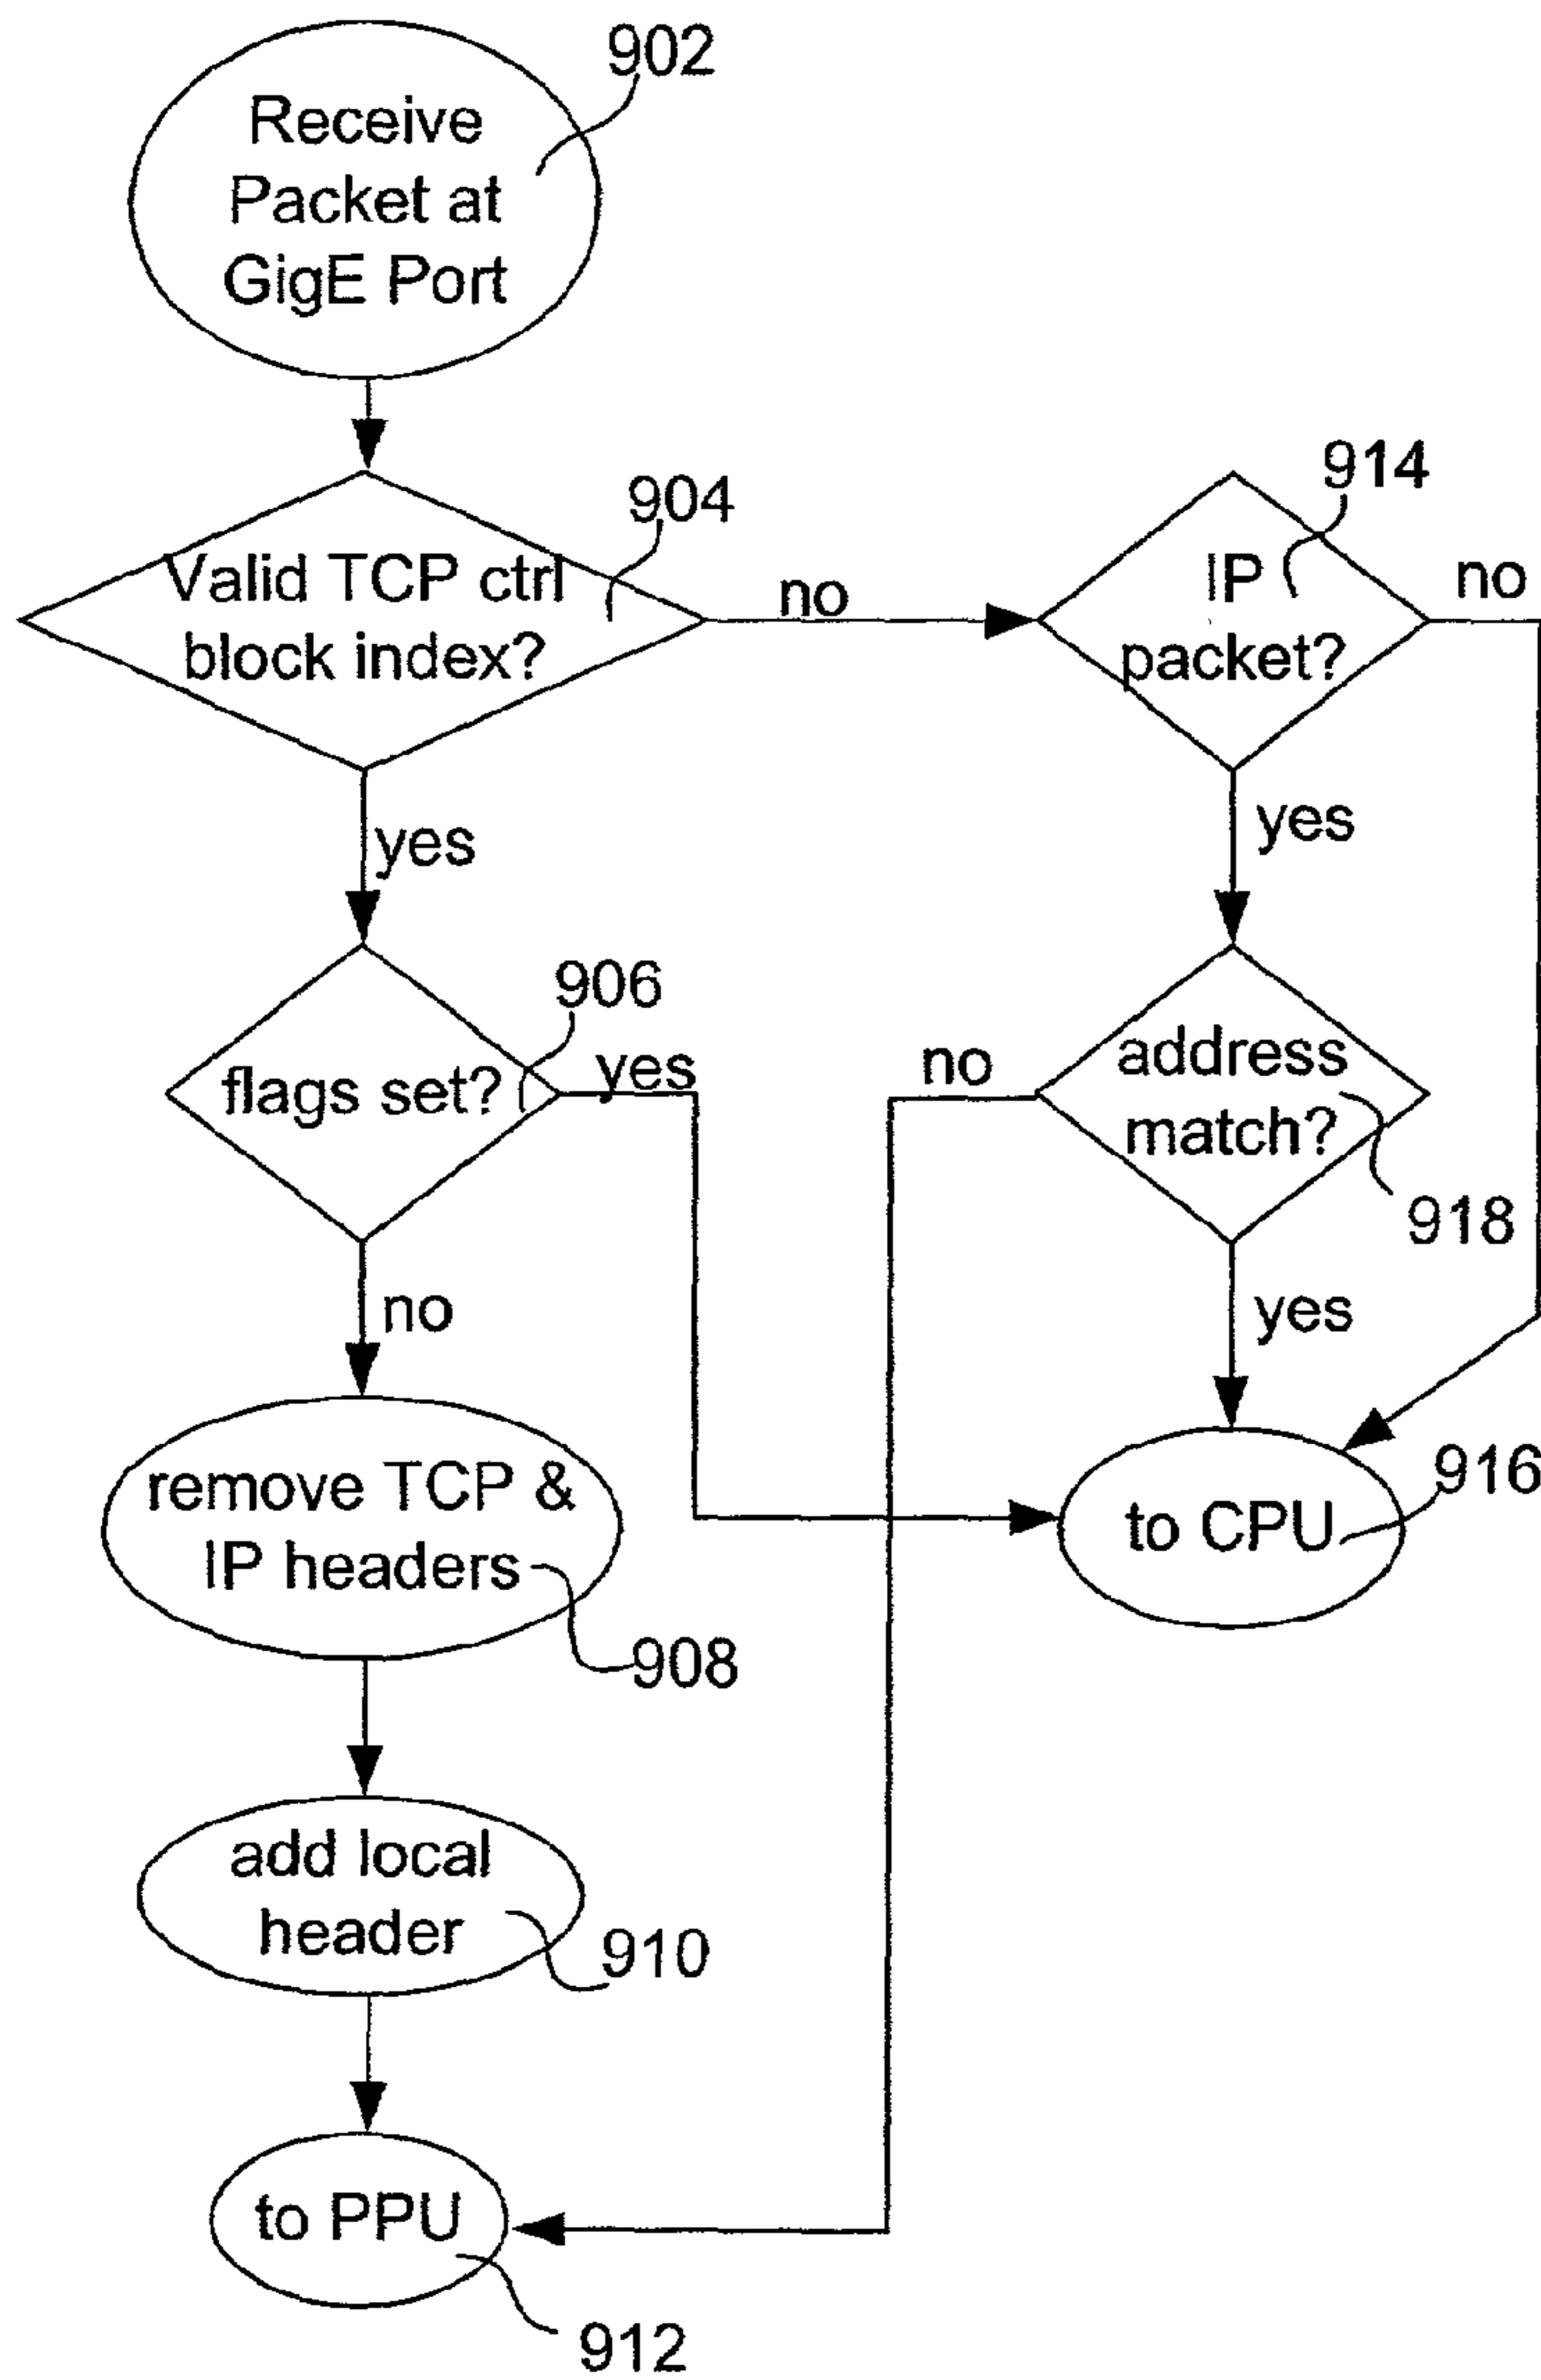 902
Receive
Packet at
GigE Port
904
Valid TCP ctrl
block index?
no
914
IP
packet?
no
yes
yes
906
flags set?
yes
no
address
match?
918
no
yes
remove TCP &
IP headers
908
to CPU
916
add local
header
910
to PPU
912